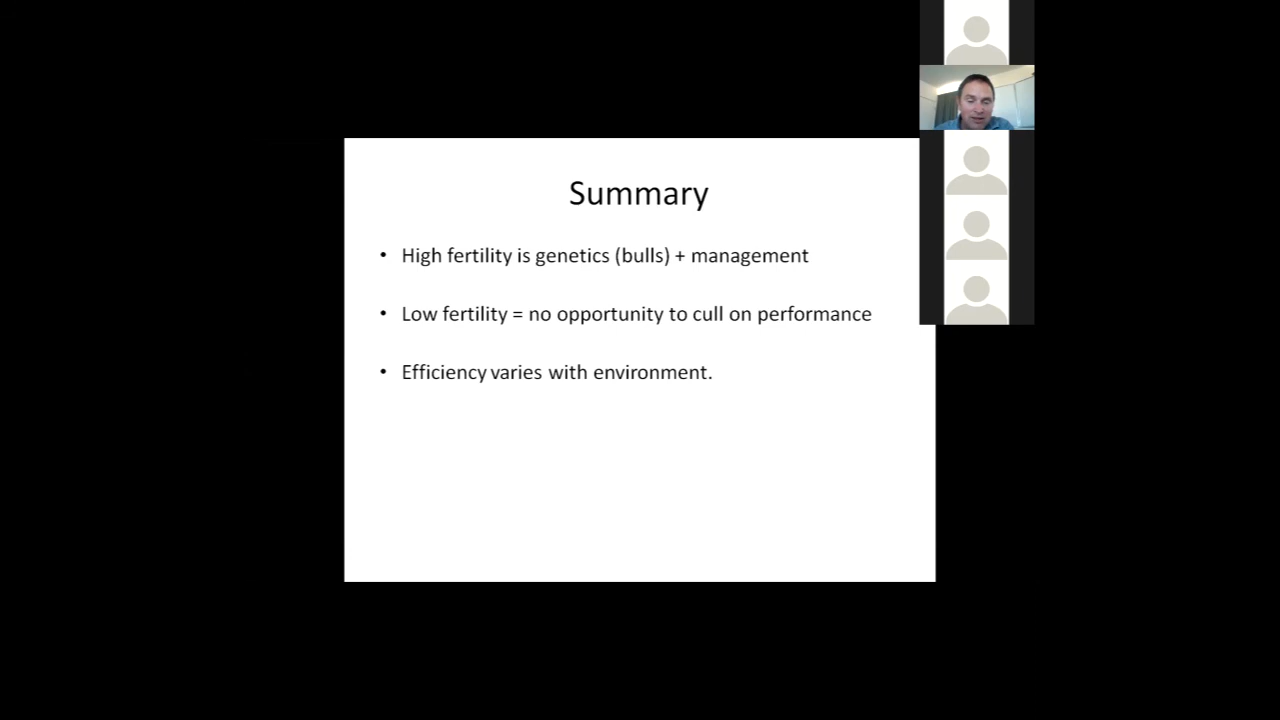 Summary
• High fertility is genetics (bulls) + management
• Low fertility = no opportunity to cull on performance
• Efficiency varies with environment.